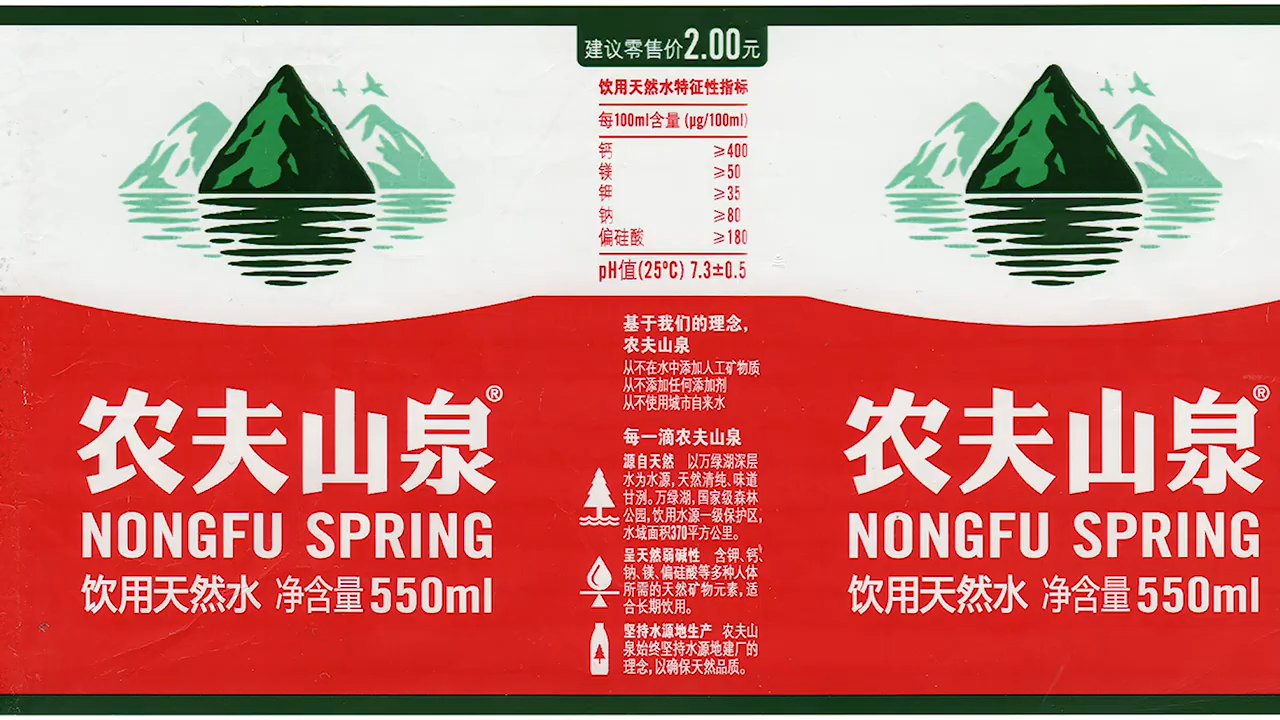 建议零售价2.00元
饮用天然水特征性指标
每100ml含量 (μg/100ml)
钙 ≥400
镁 ≥50
钾 ≥35
钠 ≥80
偏硅酸 ≥180
pH值(25°C) 7.3±0.5
农夫山泉®
NONGFU SPRING
饮用天然水 净含量550ml
基于我们的理念，
农夫山泉
从不在水中添加人工矿物质
从不添加任何添加剂
从不使用城市自来水
每一滴农夫山泉
源自天然 以万绿湖深层
水为水源，天然清纯、味道
甘洌。万绿湖，国家级森林
公园，饮用水源一级保护区，
水域面积370平方公里。
呈天然弱碱性 含钾、钙、
钠、镁、偏硅酸等多种人体
所需的天然矿物元素，适
合长期饮用。
坚持水源地生产 农夫山
泉始终坚持水源地建厂的
理念，以确保天然品质。
农夫山泉®
NONGFU SPRING
饮用天然水 净含量550ml